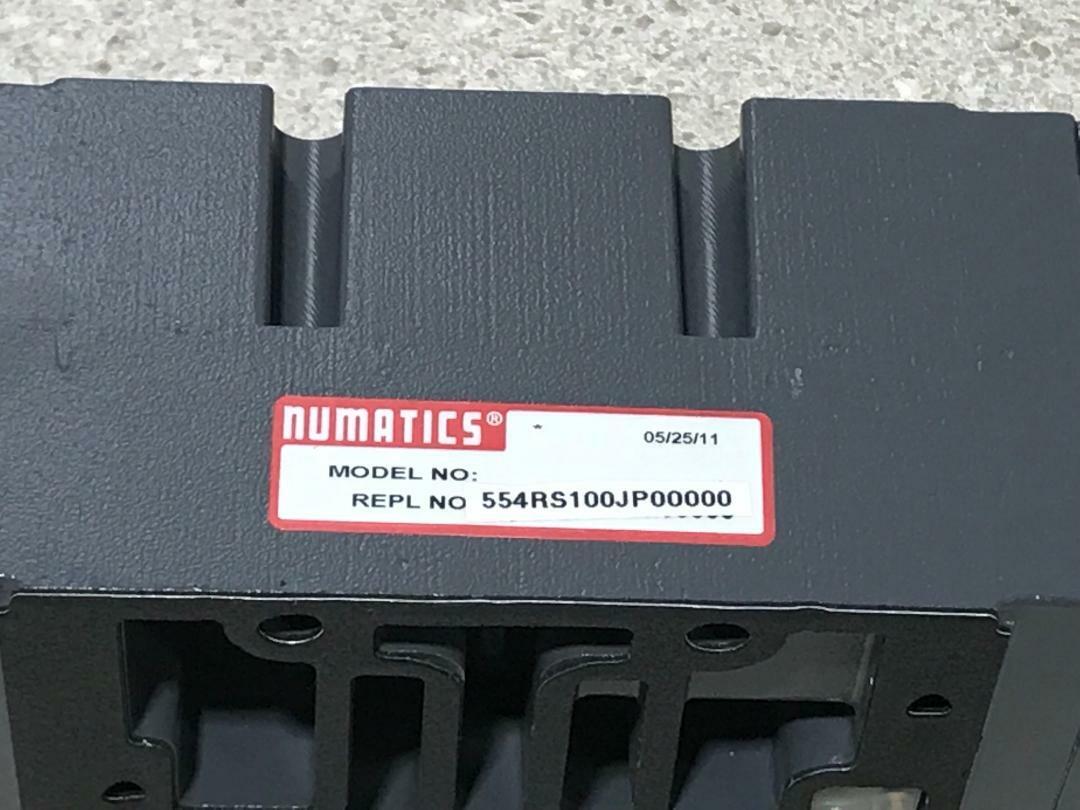 NUMATICS®
* 05/25/11
MODEL NO:
REPL NO 554RS100JP00000